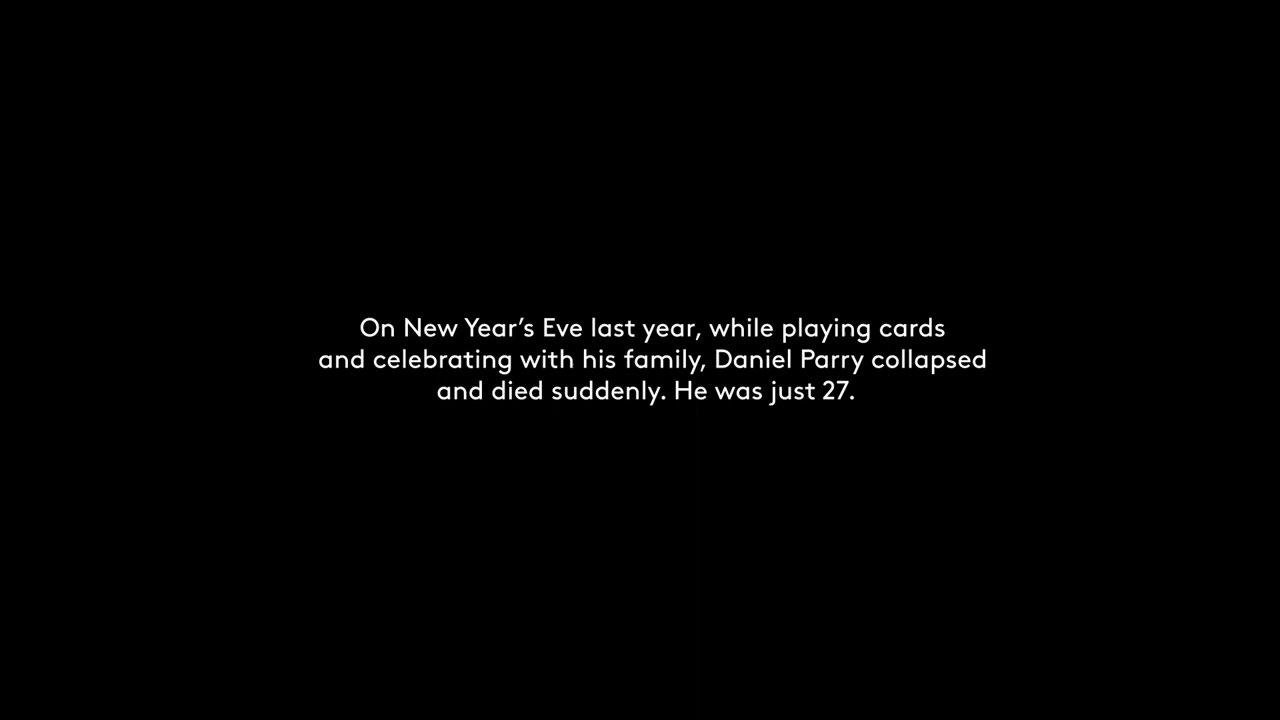 On New Year’s Eve last year, while playing cards
and celebrating with his family, Daniel Parry collapsed
and died suddenly. He was just 27.